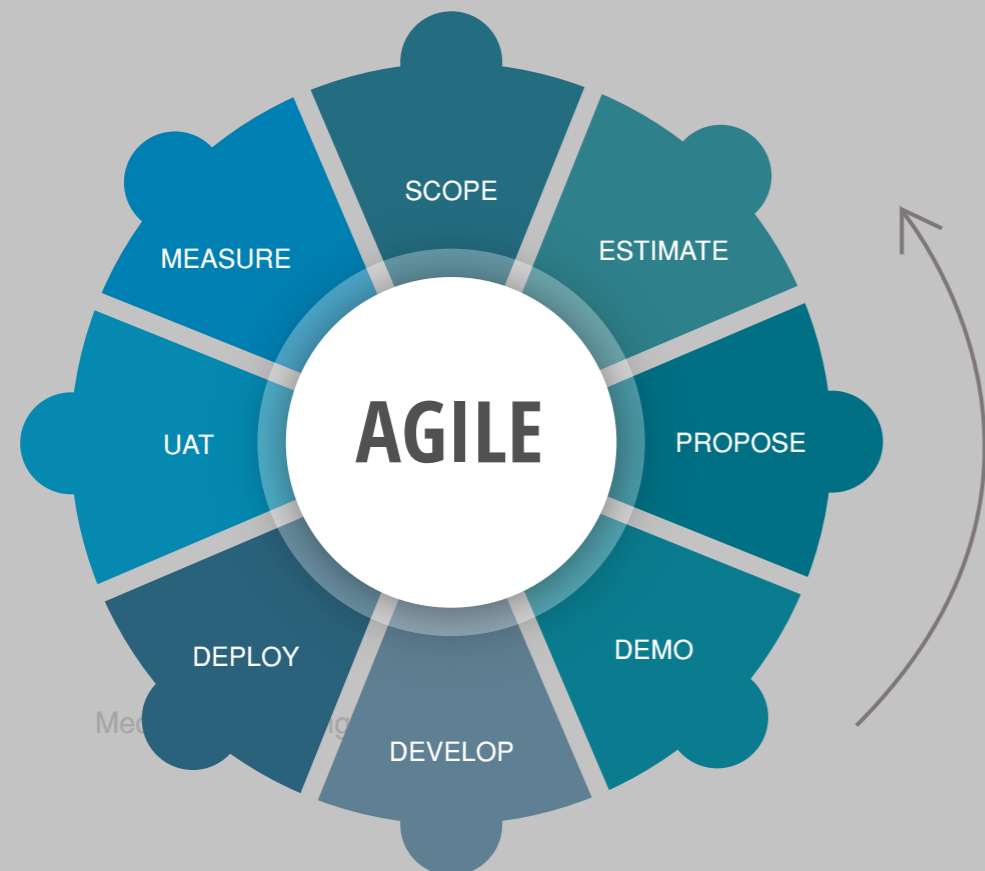 SCOPE
ESTIMATE
PROPOSE
DEMO
DEVELOP
DEPLOY
UAT
MEASURE
AGILE